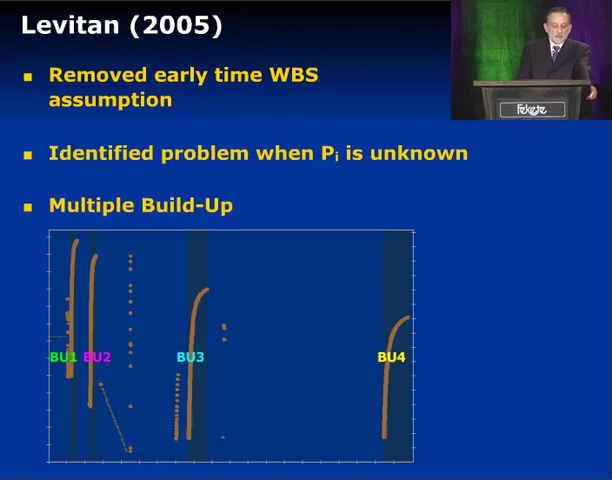 Levitan (2005)
Removed early time WBS
assumption
Identified problem when Pi is unknown
Multiple Build-Up
BU1 BU2 BU3 BU4
Fekete